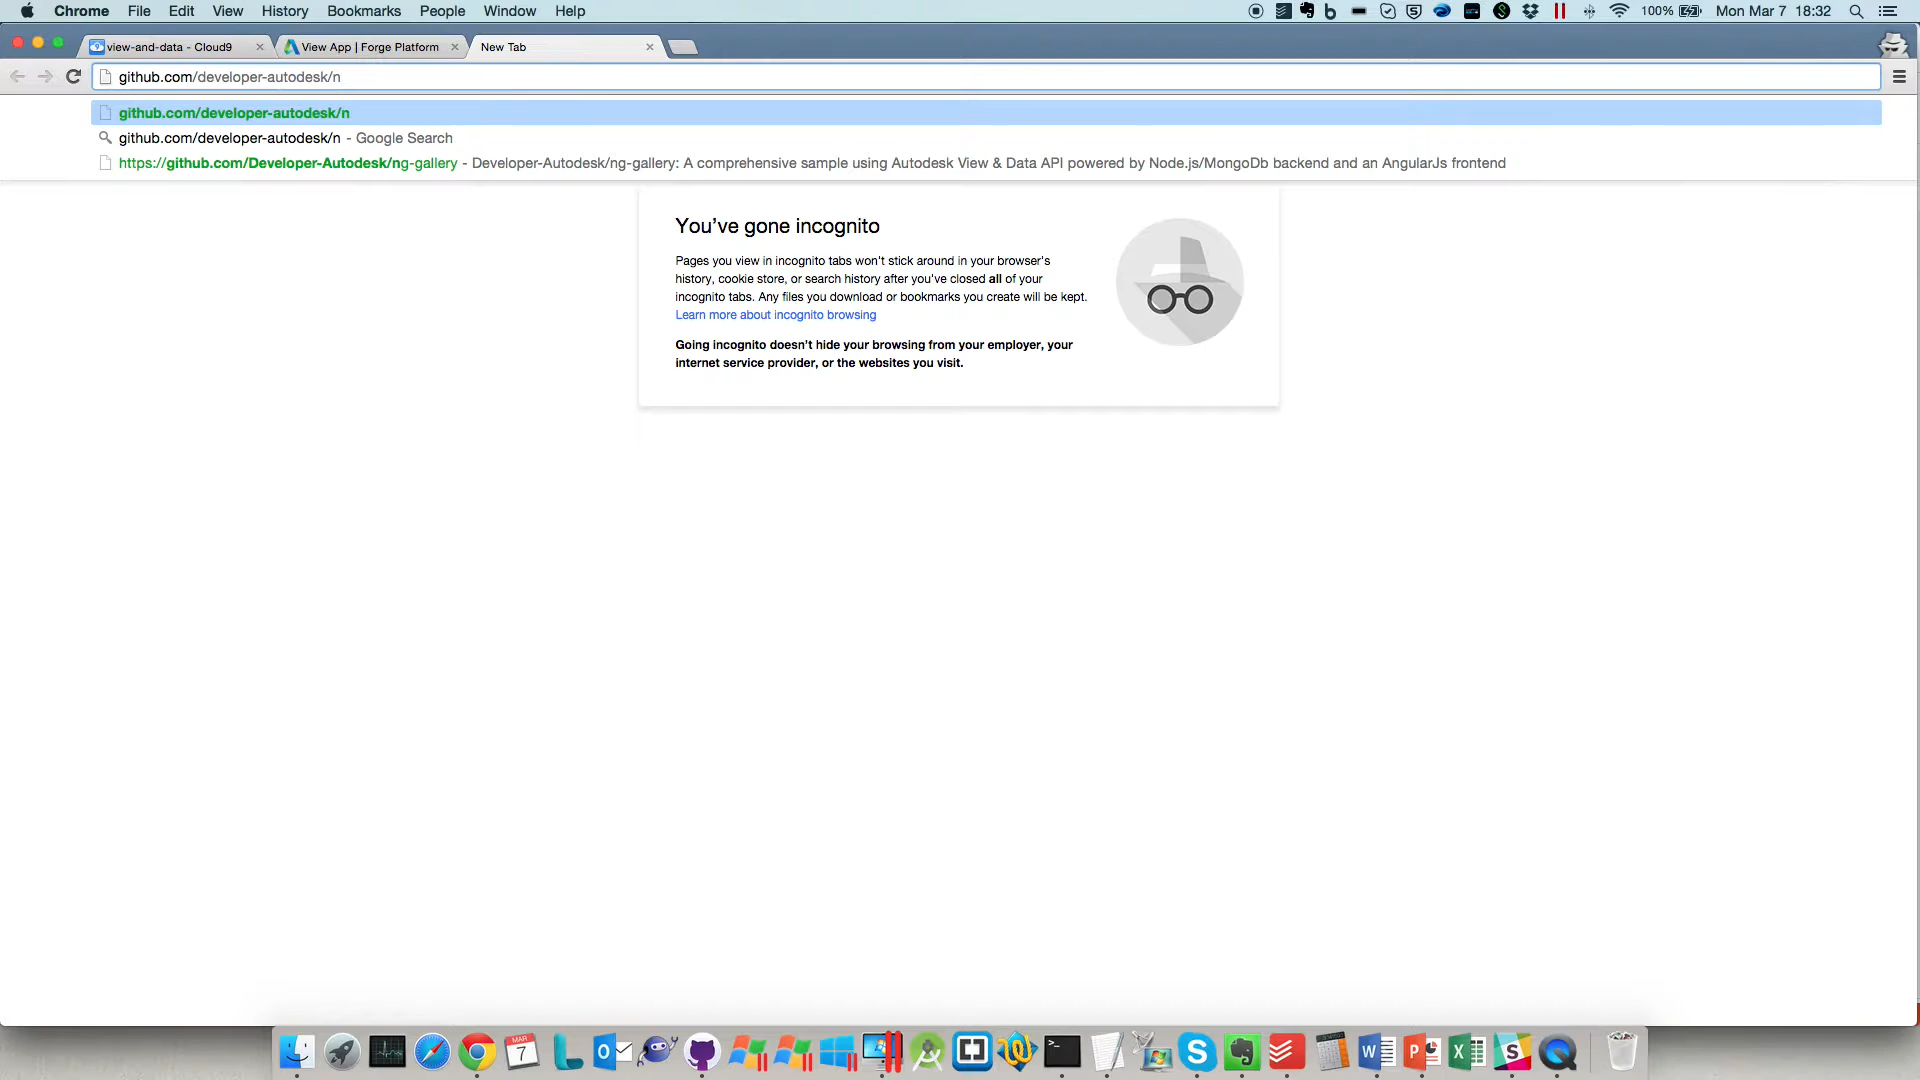 Chrome File Edit View History Bookmarks People Window Help 100% Mon Mar 7 18:32
view-and-data - Cloud9
View App | Forge Platform
New Tab
github.com/developer-autodesk/n
github.com/developer-autodesk/n
github.com/developer-autodesk/n - Google Search
https://github.com/Developer-Autodesk/ng-gallery - Developer-Autodesk/ng-gallery: A comprehensive sample using Autodesk View & Data API powered by Node.js/MongoDb backend and an AngularJs frontend
You've gone incognito
Pages you view in incognito tabs won't stick around in your browser's
history, cookie store, or search history after you've closed all of your
incognito tabs. Any files you download or bookmarks you create will be kept.
Learn more about incognito browsing
Going incognito doesn't hide your browsing from your employer, your
internet service provider, or the websites you visit.
MAR
7